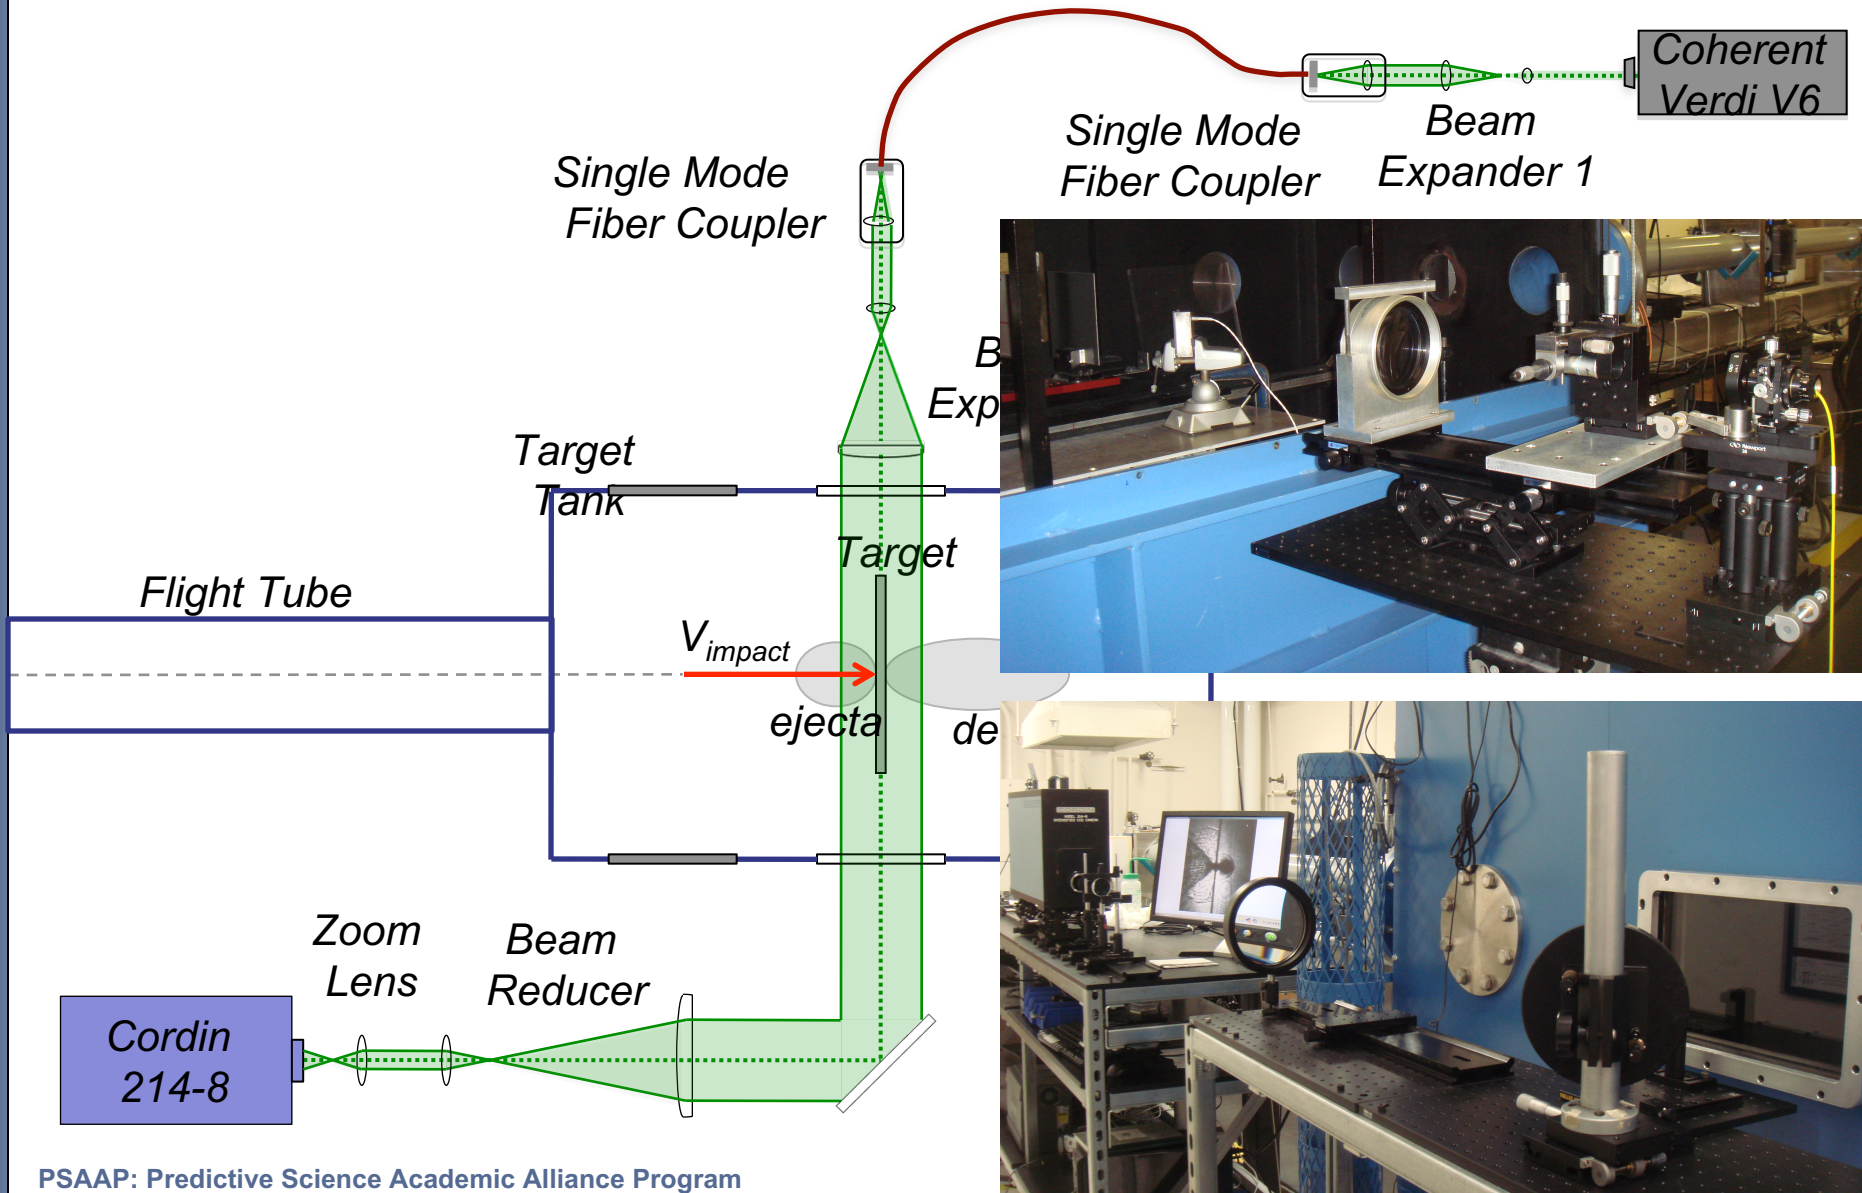 Coherent
Verdi V6
Single Mode
Fiber Coupler
Beam
Expander 1
Single Mode
Fiber Coupler
B
Exp
Target
Tank
Target
Flight Tube
Vimpact
ejecta
de
Zoom
Lens
Beam
Reducer
Cordin
214-8
Newport
PSAAP: Predictive Science Academic Alliance Program